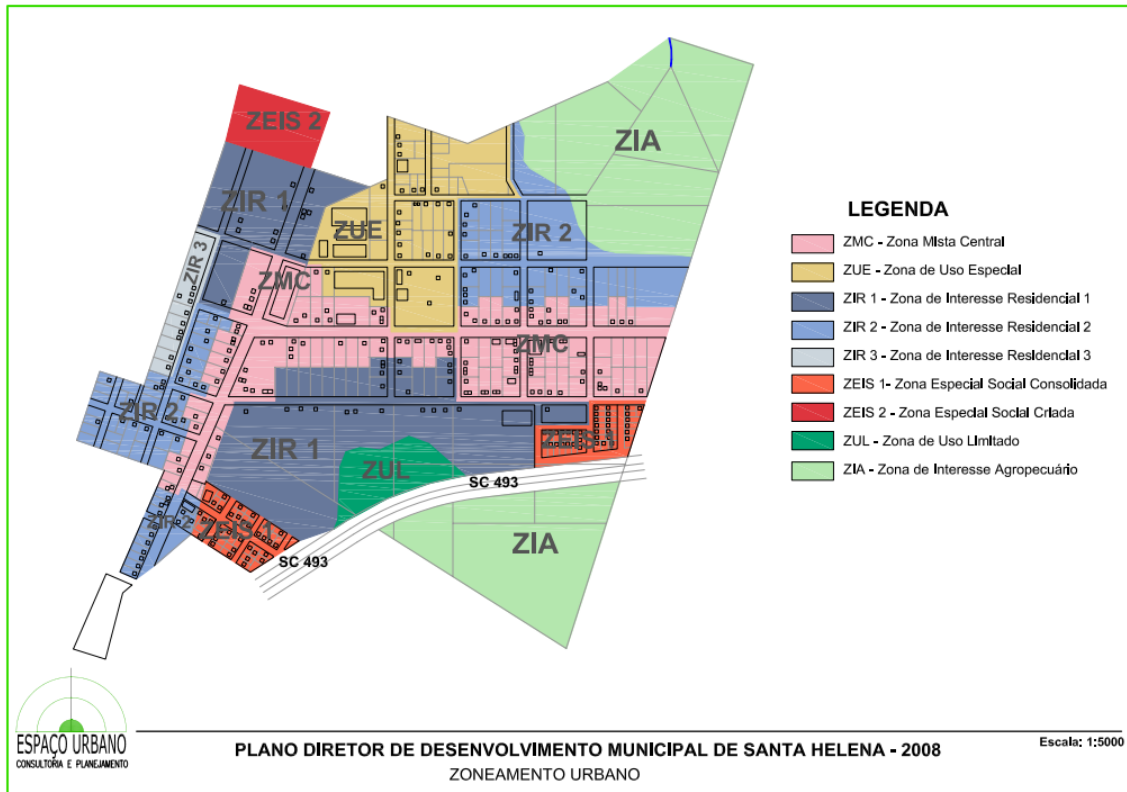 ZIA
ZEIS 2
ZIR 1
ZUE
ZIR 2
ZIR 3
ZMC
ZMC
ZIR 2
ZIR 1
ZEIS 1
ZUL
SC 493
ZIR 2
ZEIS 1
ZIA
SC 493
LEGENDA
ZMC - Zona Mista Central
ZUE - Zona de Uso Especial
ZIR 1 - Zona de Interesse Residencial 1
ZIR 2 - Zona de Interesse Residencial 2
ZIR 3 - Zona de Interesse Residencial 3
ZEIS 1- Zona Especial Social Consolidada
ZEIS 2 - Zona Especial Social Criada
ZUL - Zona de Uso Limitado
ZIA - Zona de Interesse Agropecuário
ESPAÇO URBANO
CONSULTORIA E PLANEJAMENTO
PLANO DIRETOR DE DESENVOLVIMENTO MUNICIPAL DE SANTA HELENA - 2008
ZONEAMENTO URBANO
Escala: 1:5000